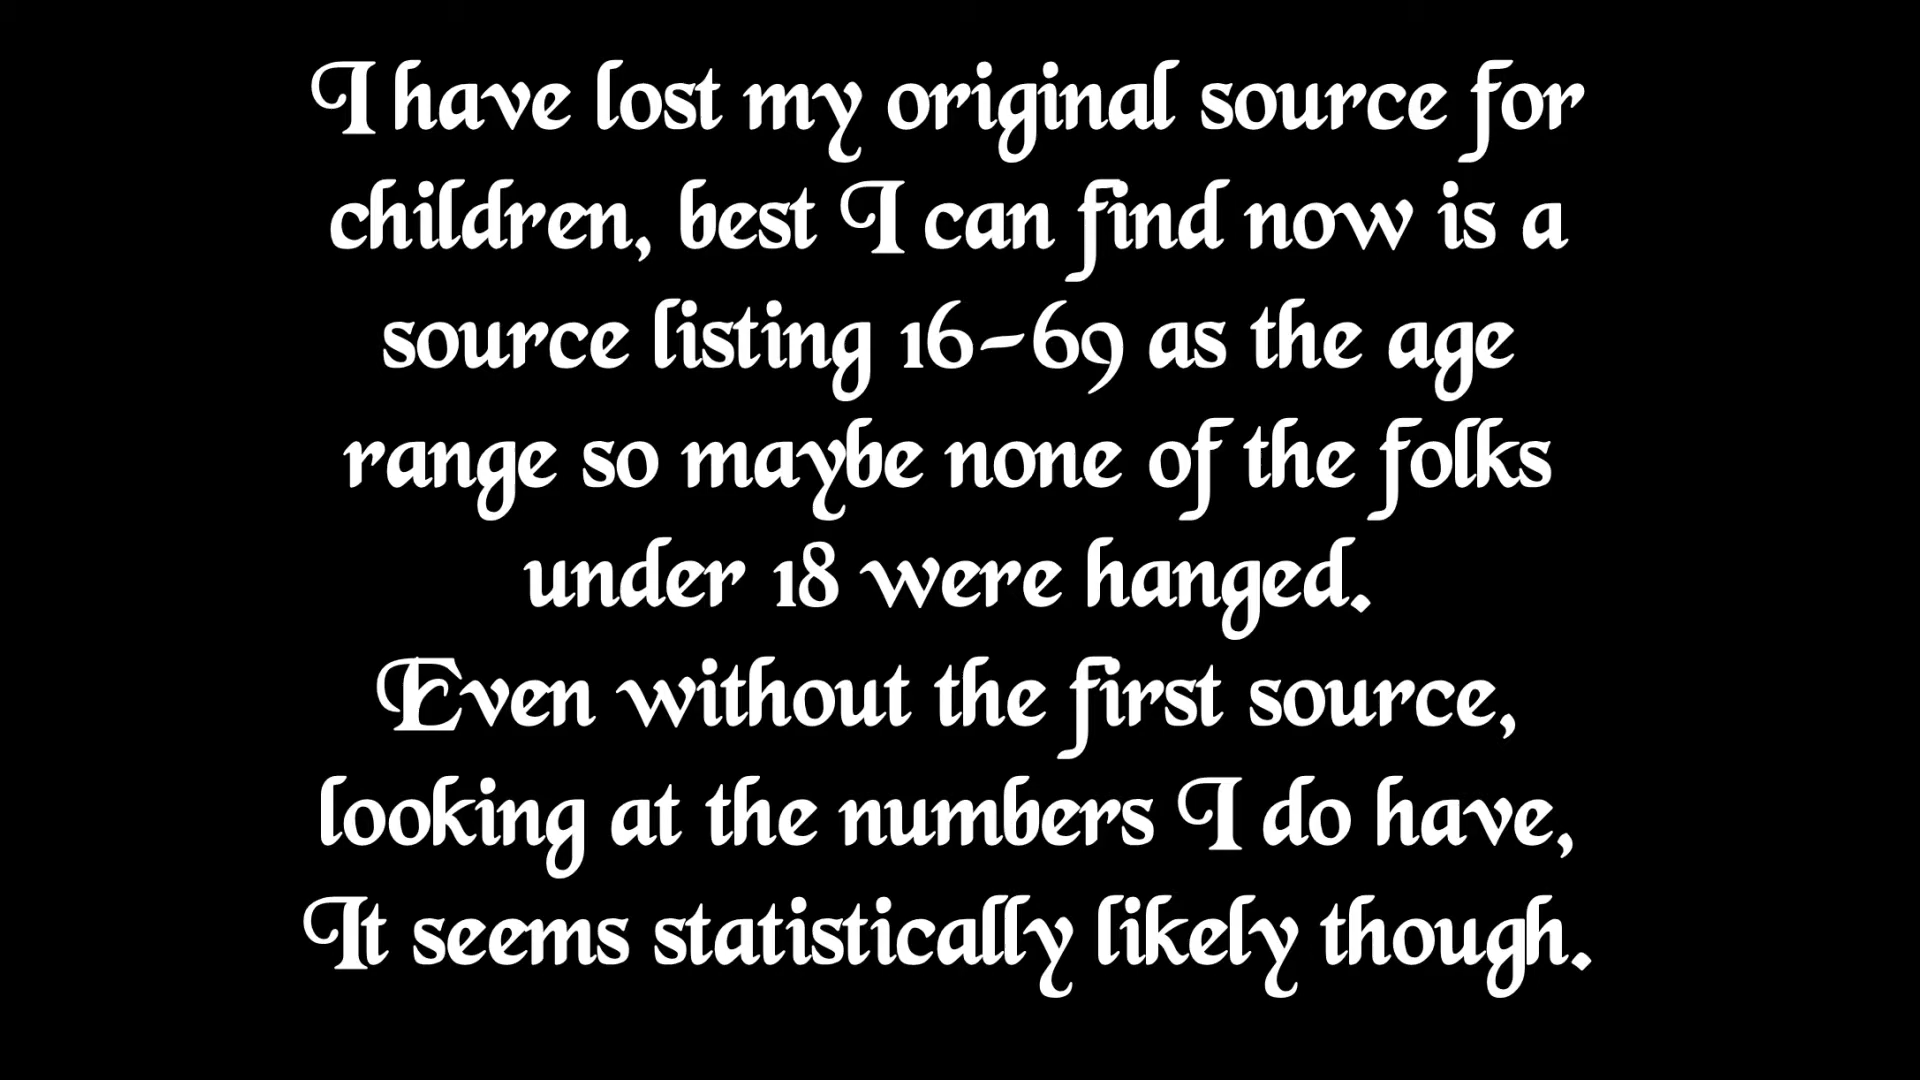 I have lost my original source for
children, best I can find now is a
source listing 16-69 as the age
range so maybe none of the folks
under 18 were hanged.
Even without the first source,
looking at the numbers I do have,
It seems statistically likely though.